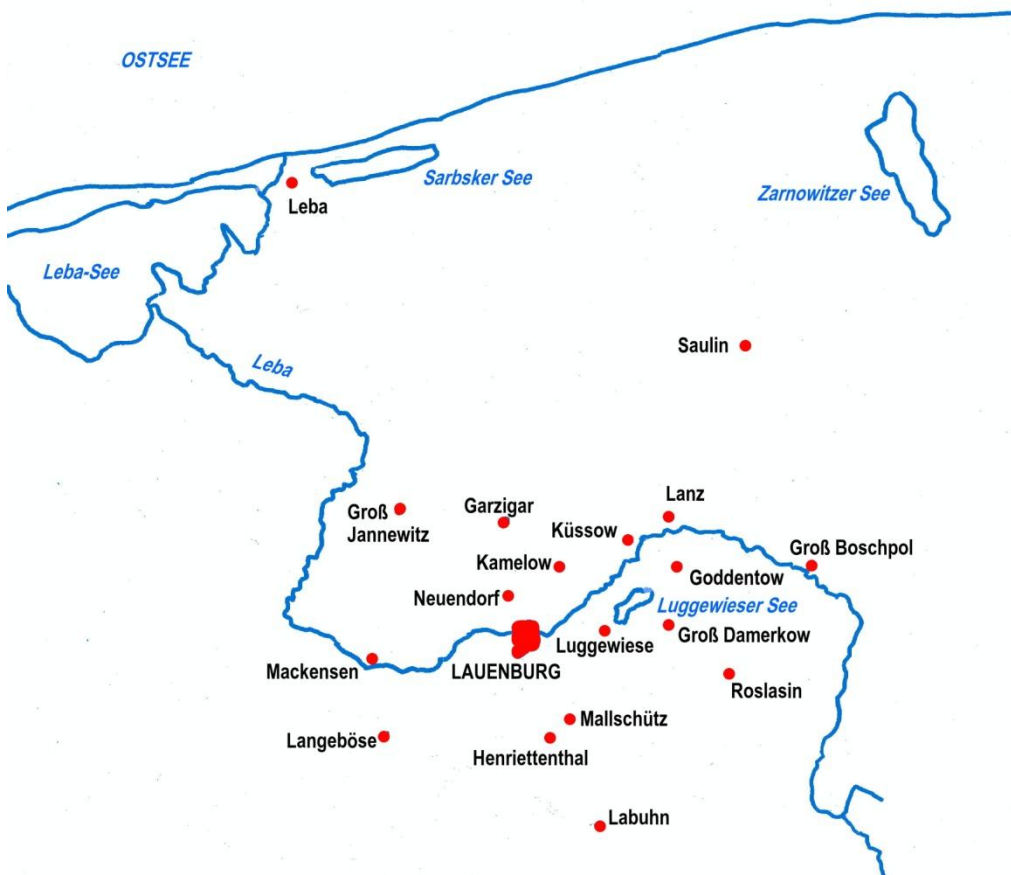 OSTSEE
Sarbsker See
Zarnowitzer See
Leba
Leba-See
Saulin
Leba
Lanz
Groß
Jannewitz
Garzigar
Küssow
Groß Boschpol
Kamelow
Goddentow
Neuendorf
Luggewieser See
Groß Damerkow
Luggewiese
Mackensen
LAUENBURG
Roslasin
Mallschütz
Langeböse
Henriettenthal
Labuhn